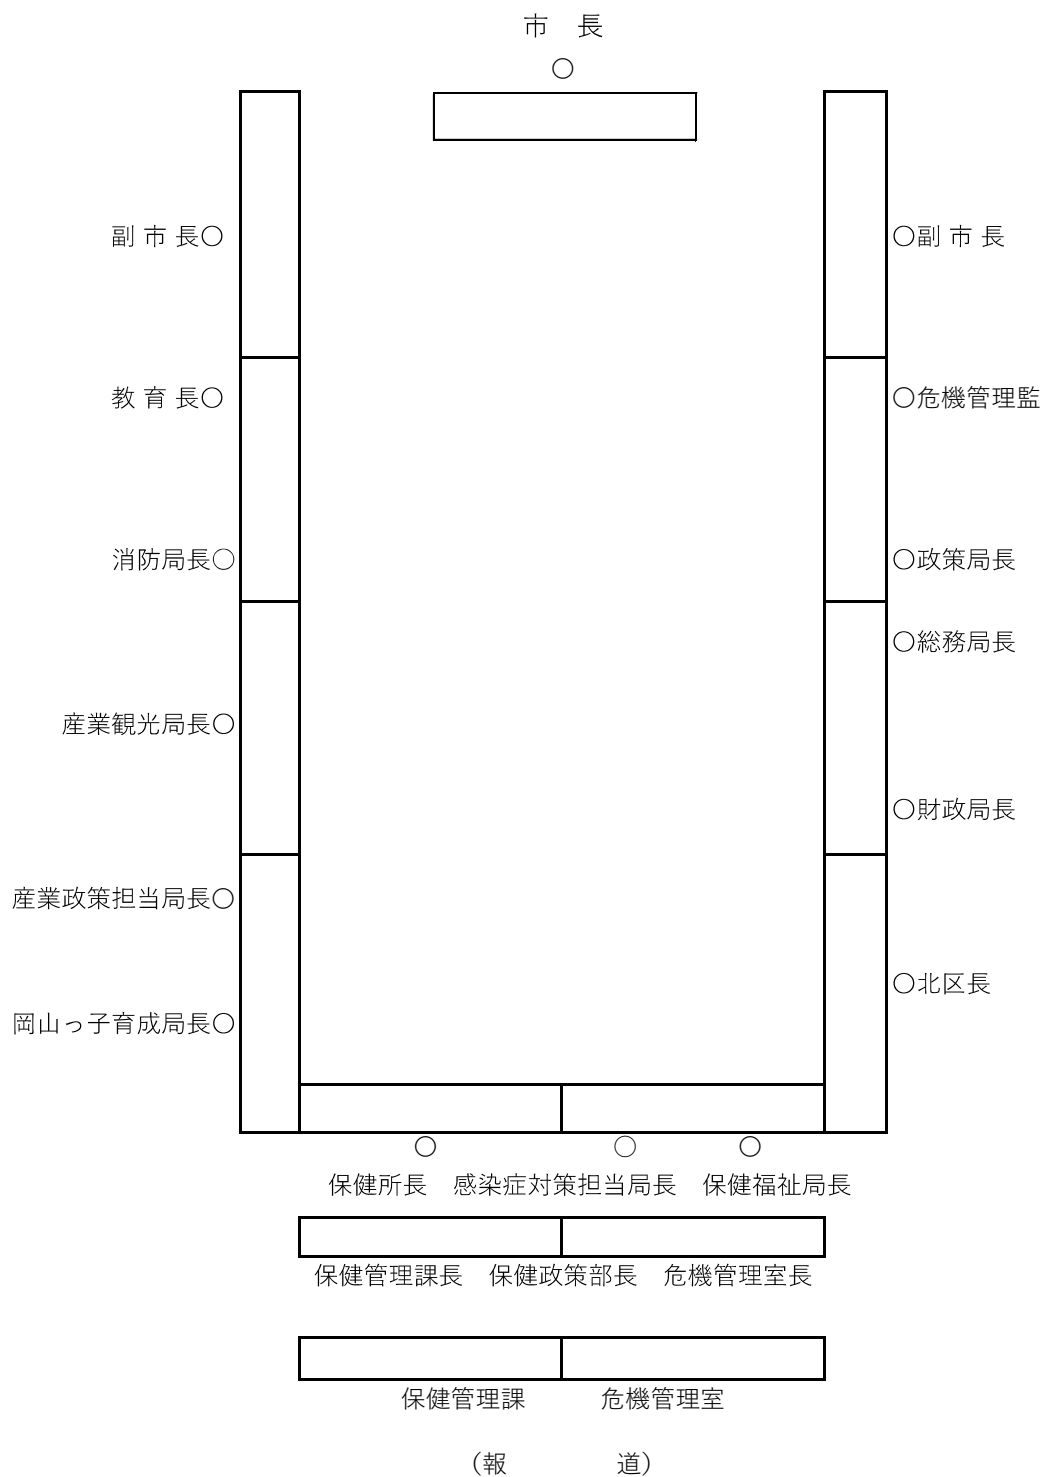 市　長
○
副 市 長○　○副 市 長
教 育 長○　○危機管理監
消防局長○　○政策局長
○総務局長
産業観光局長○
○財政局長
産業政策担当局長○
○北区長
岡山っ子育成局長○
○　○　○
保健所長　感染症対策担当局長　保健福祉局長
保健管理課長　保健政策部長　危機管理室長
保健管理課　危機管理室
（報　道）